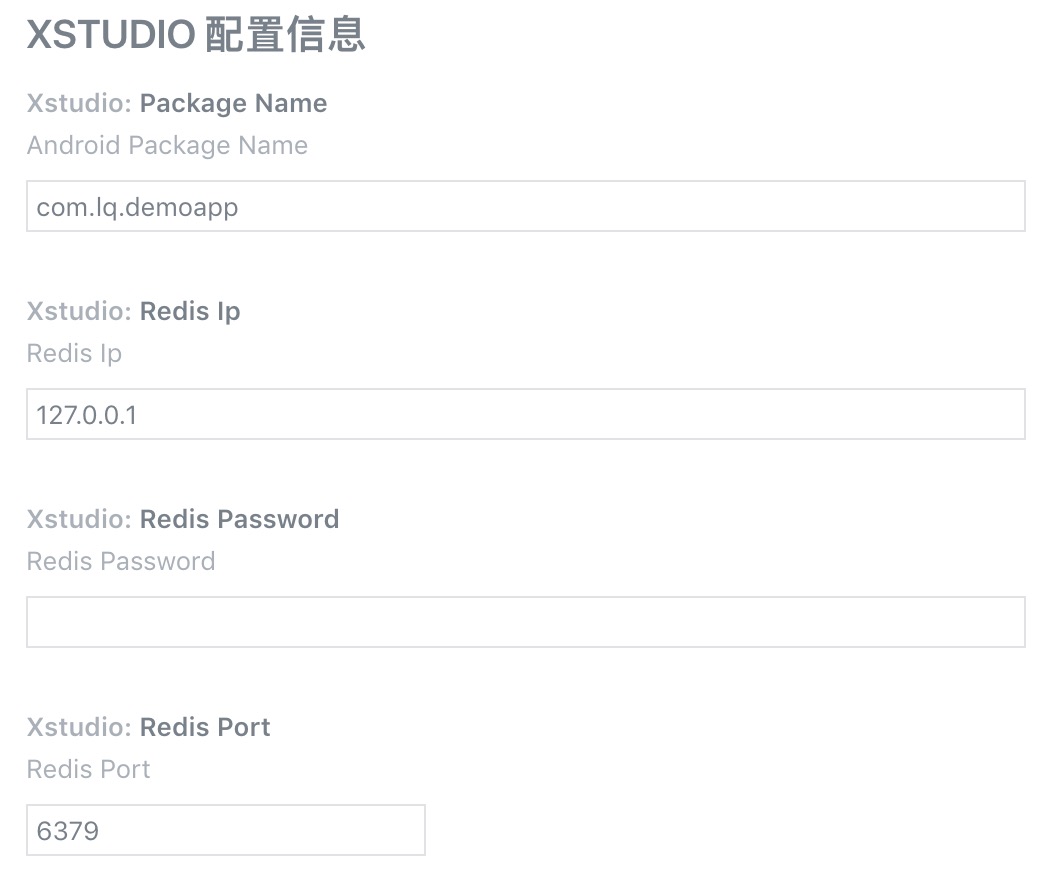 XSTUDIO 配置信息
Xstudio: Package Name
Android Package Name
com.lq.demoapp
Xstudio: Redis Ip
Redis Ip
127.0.0.1
Xstudio: Redis Password
Redis Password
Xstudio: Redis Port
Redis Port
6379